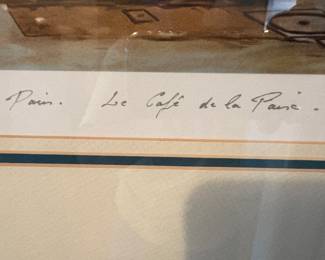 Paris. Le Café de la Paix.